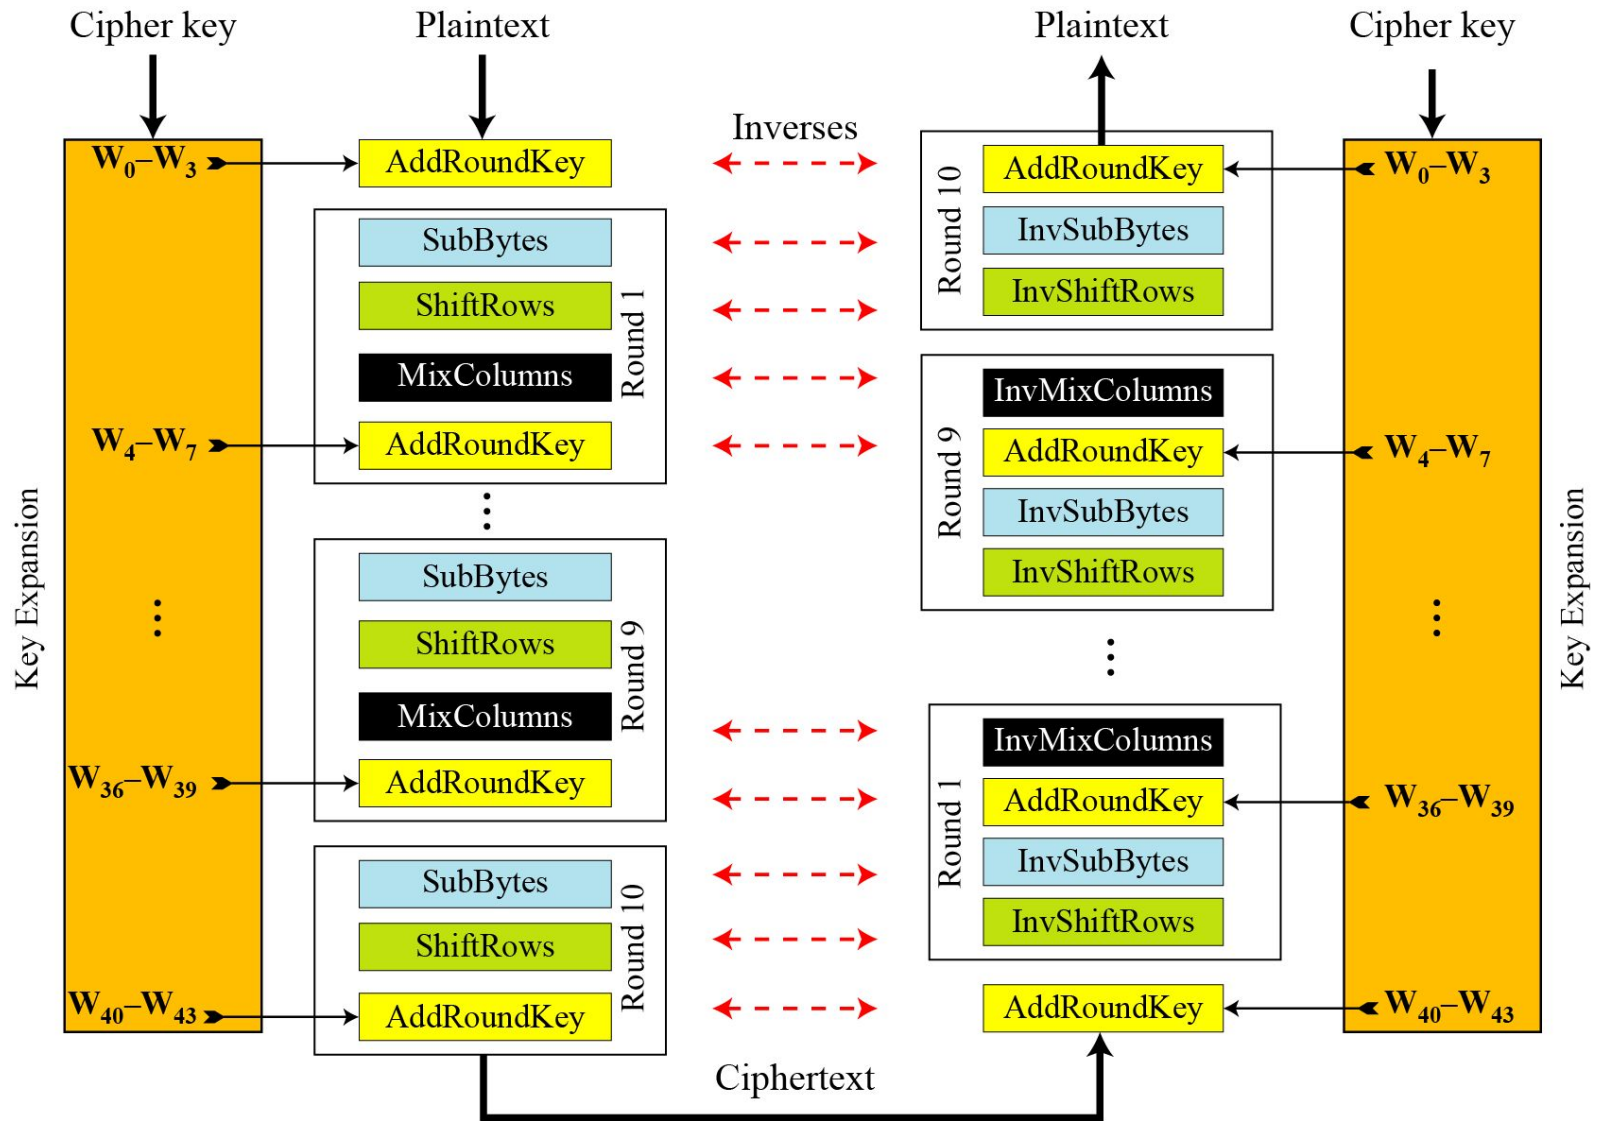 Cipher key
Plaintext
Plaintext
Cipher key
Inverses
W0–W3
AddRoundKey
AddRoundKey
W0–W3
SubBytes
InvSubBytes
Round 10
ShiftRows
InvShiftRows
Round 1
MixColumns
InvMixColumns
W4–W7
AddRoundKey
AddRoundKey
W4–W7
Round 9
InvSubBytes
Key Expansion
SubBytes
InvShiftRows
Key Expansion
ShiftRows
Round 9
MixColumns
InvMixColumns
W36–W39
AddRoundKey
AddRoundKey
W36–W39
Round 1
SubBytes
InvSubBytes
ShiftRows
InvShiftRows
Round 10
W40–W43
AddRoundKey
AddRoundKey
W40–W43
Ciphertext